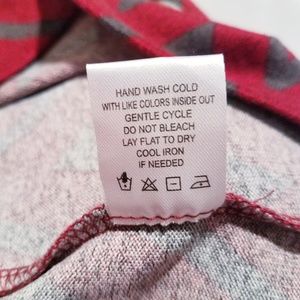 HAND WASH COLD
WITH LIKE COLORS INSIDE OUT
GENTLE CYCLE
DO NOT BLEACH
LAY FLAT TO DRY
COOL IRON
IF NEEDED